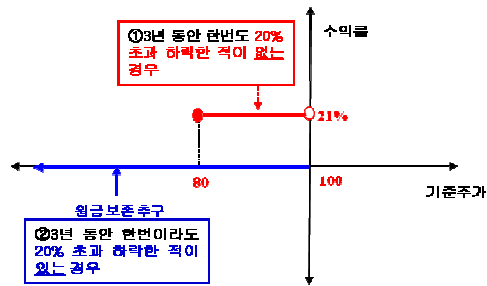 ①3년 동안 한번도 20%
초과 하락한 적이 없는
경우
수익률
21%
80
100
기준주가
원금보존추구
②3년 동안 한번이라도
20% 초과 하락한 적이
있는 경우